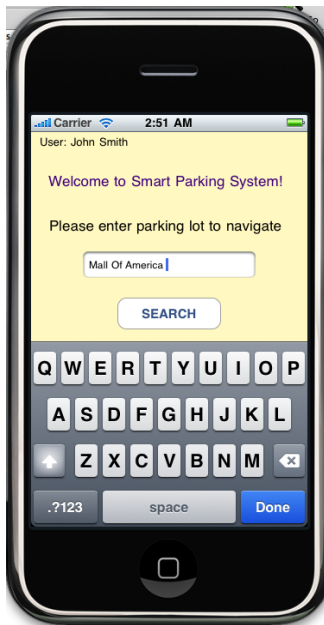 Carrier 2:51 AM
User: John Smith
Welcome to Smart Parking System!
Please enter parking lot to navigate
Mall Of America
SEARCH
Q W E R T Y U I O P
A S D F G H J K L
Z X C V B N M
.?123 space Done